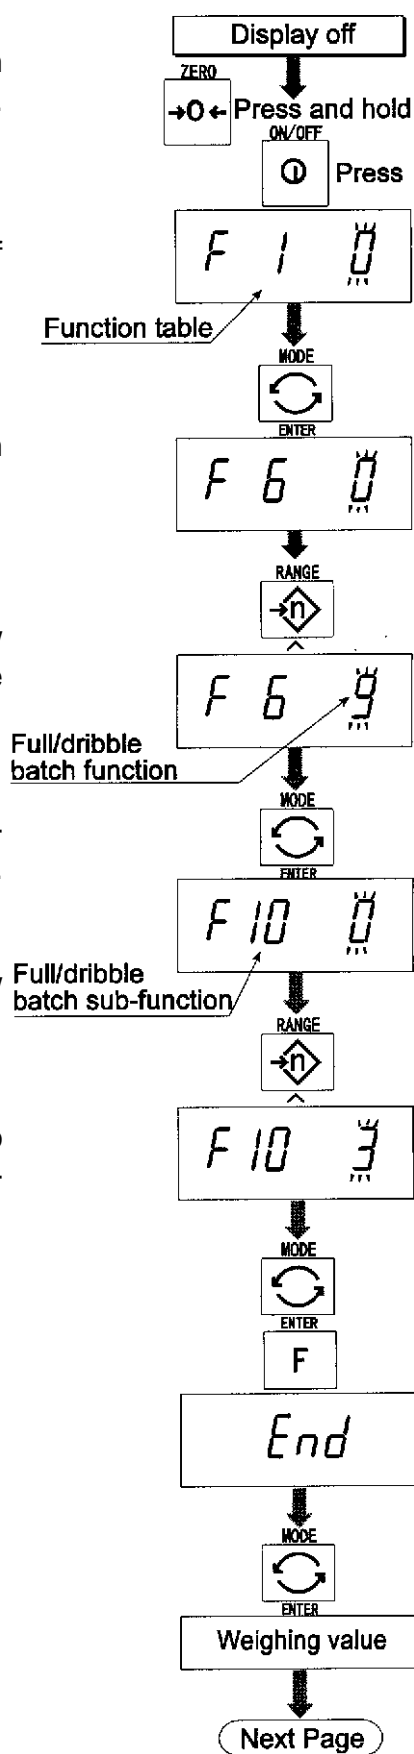 Display off
ZERO
→0← Press and hold
ON/OFF
Press
F 1 0
Function table
MODE
ENTER
F 6 0
RANGE
→n
F 6 9
Full/dribble
batch function
MODE
ENTER
F 10 0
Full/dribble
batch sub-function
RANGE
→n
F 10 3
MODE
ENTER
F
End
MODE
ENTER
Weighing value
Next Page